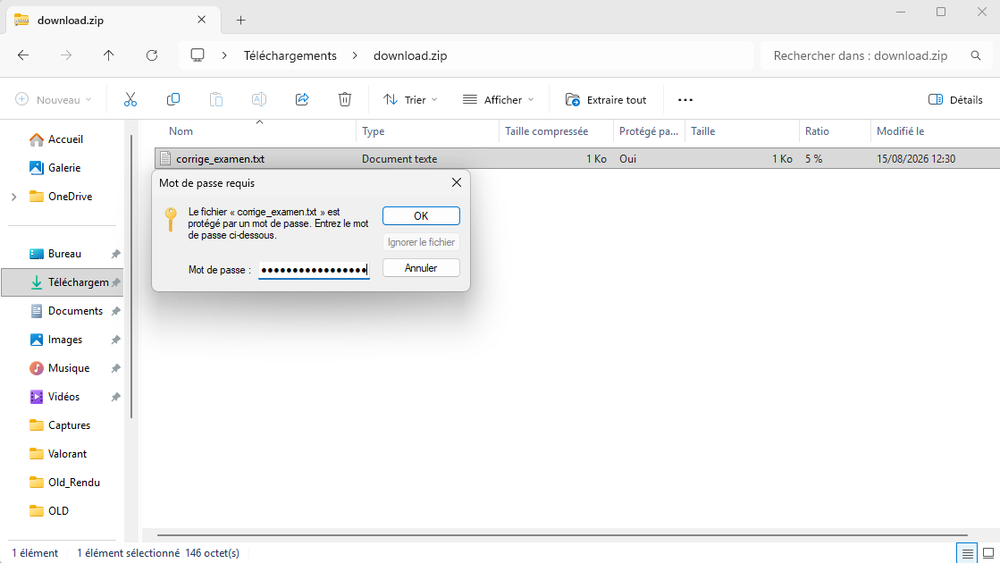 download.zip
Téléchargements > download.zip
Rechercher dans : download.zip
Nouveau
Trier
Afficher
Extraire tout
Détails
Accueil
Galerie
OneDrive
Bureau
Téléchargem
Documents
Images
Musique
Vidéos
Captures
Valorant
Old_Rendu
OLD
Nom Type Taille compressée Protégé pa... Taille Ratio Modifié le
corrige_examen.txt Document texte 1 Ko Oui 1 Ko 5 % 15/08/2026 12:30
Mot de passe requis
Le fichier « corrige_examen.txt » est
protégé par un mot de passe. Entrez le mot
de passe ci-dessous.
Mot de passe : •••••••••••••••••
OK
Ignorer le fichier
Annuler
1 élément 1 élément sélectionné 146 octet(s)